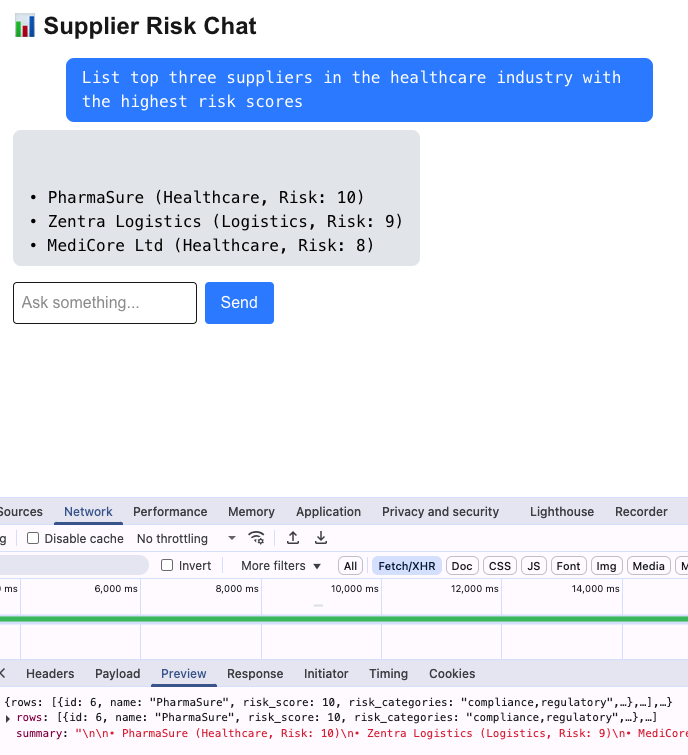 📊 Supplier Risk Chat
List top three suppliers in the healthcare industry with
the highest risk scores
• PharmaSure (Healthcare, Risk: 10)
• Zentra Logistics (Logistics, Risk: 9)
• MediCore Ltd (Healthcare, Risk: 8)
Ask something... Send
Sources Network Performance Memory Application Privacy and security Lighthouse Recorder
g Disable cache No throttling
Invert More filters ▼ All Fetch/XHR Doc CSS JS Font Img Media M
ms 6,000 ms 8,000 ms 10,000 ms 12,000 ms 14,000 ms
Headers Payload Preview Response Initiator Timing Cookies
{rows: [{id: 6, name: "PharmaSure", risk_score: 10, risk_categories: "compliance,regulatory",…},…],…}
▶ rows: [{id: 6, name: "PharmaSure", risk_score: 10, risk_categories: "compliance,regulatory",…},…]
summary: "\n\n• PharmaSure (Healthcare, Risk: 10)\n• Zentra Logistics (Logistics, Risk: 9)\n• MediCore